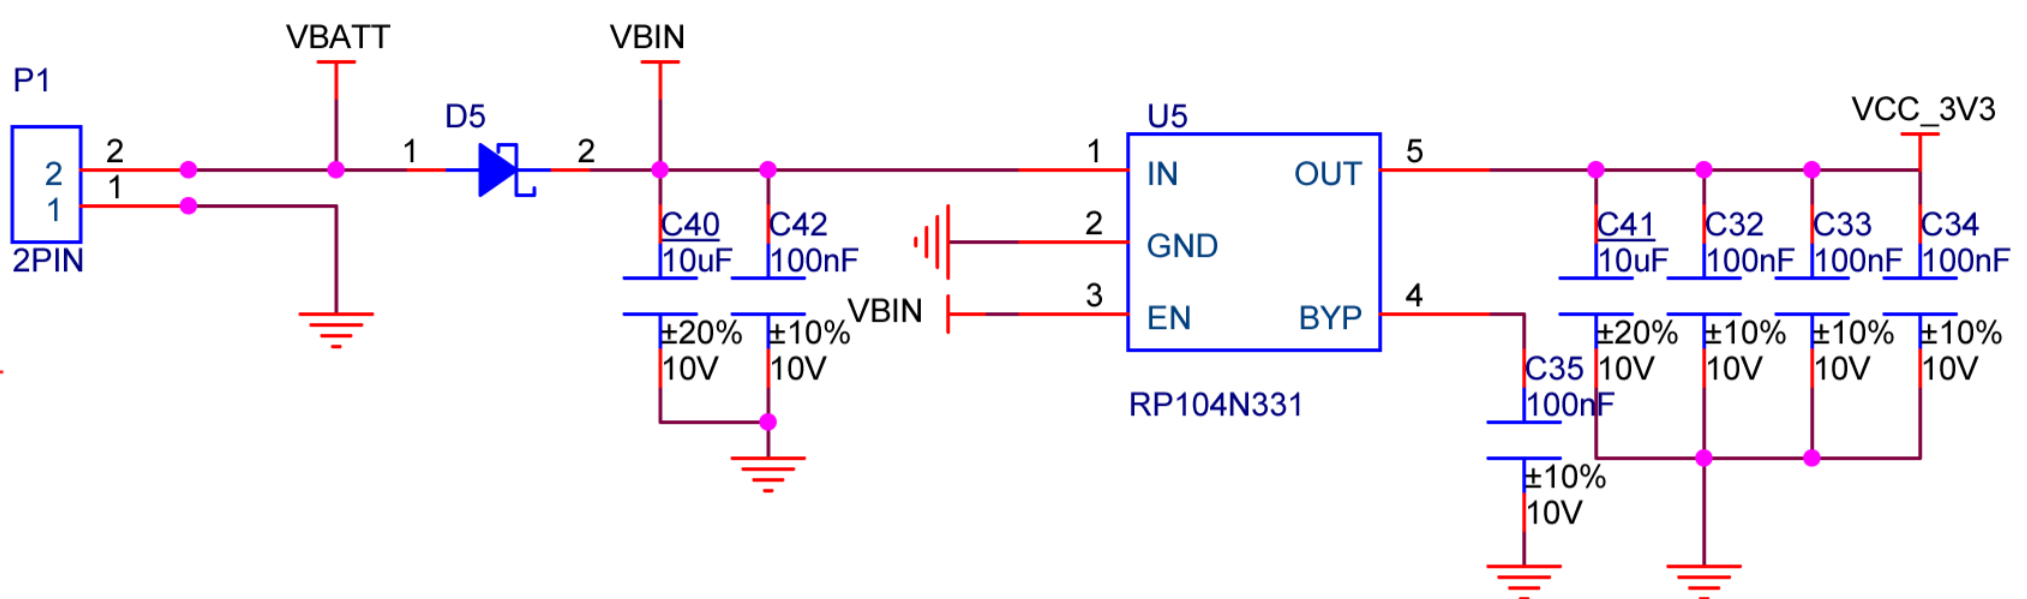 VBATT
VBIN
P1
D5
U5
VCC_3V3
2
1
2
1
5
2
IN
OUT
1
1
C40
C42
2
C41
C32
C33
C34
2PIN
10uF
100nF
GND
10uF
100nF
100nF
100nF
3
4
VBIN
EN
BYP
±20%
±10%
±20%
±10%
±10%
±10%
10V
10V
C35
10V
10V
10V
10V
RP104N331
100nF
±10%
10V